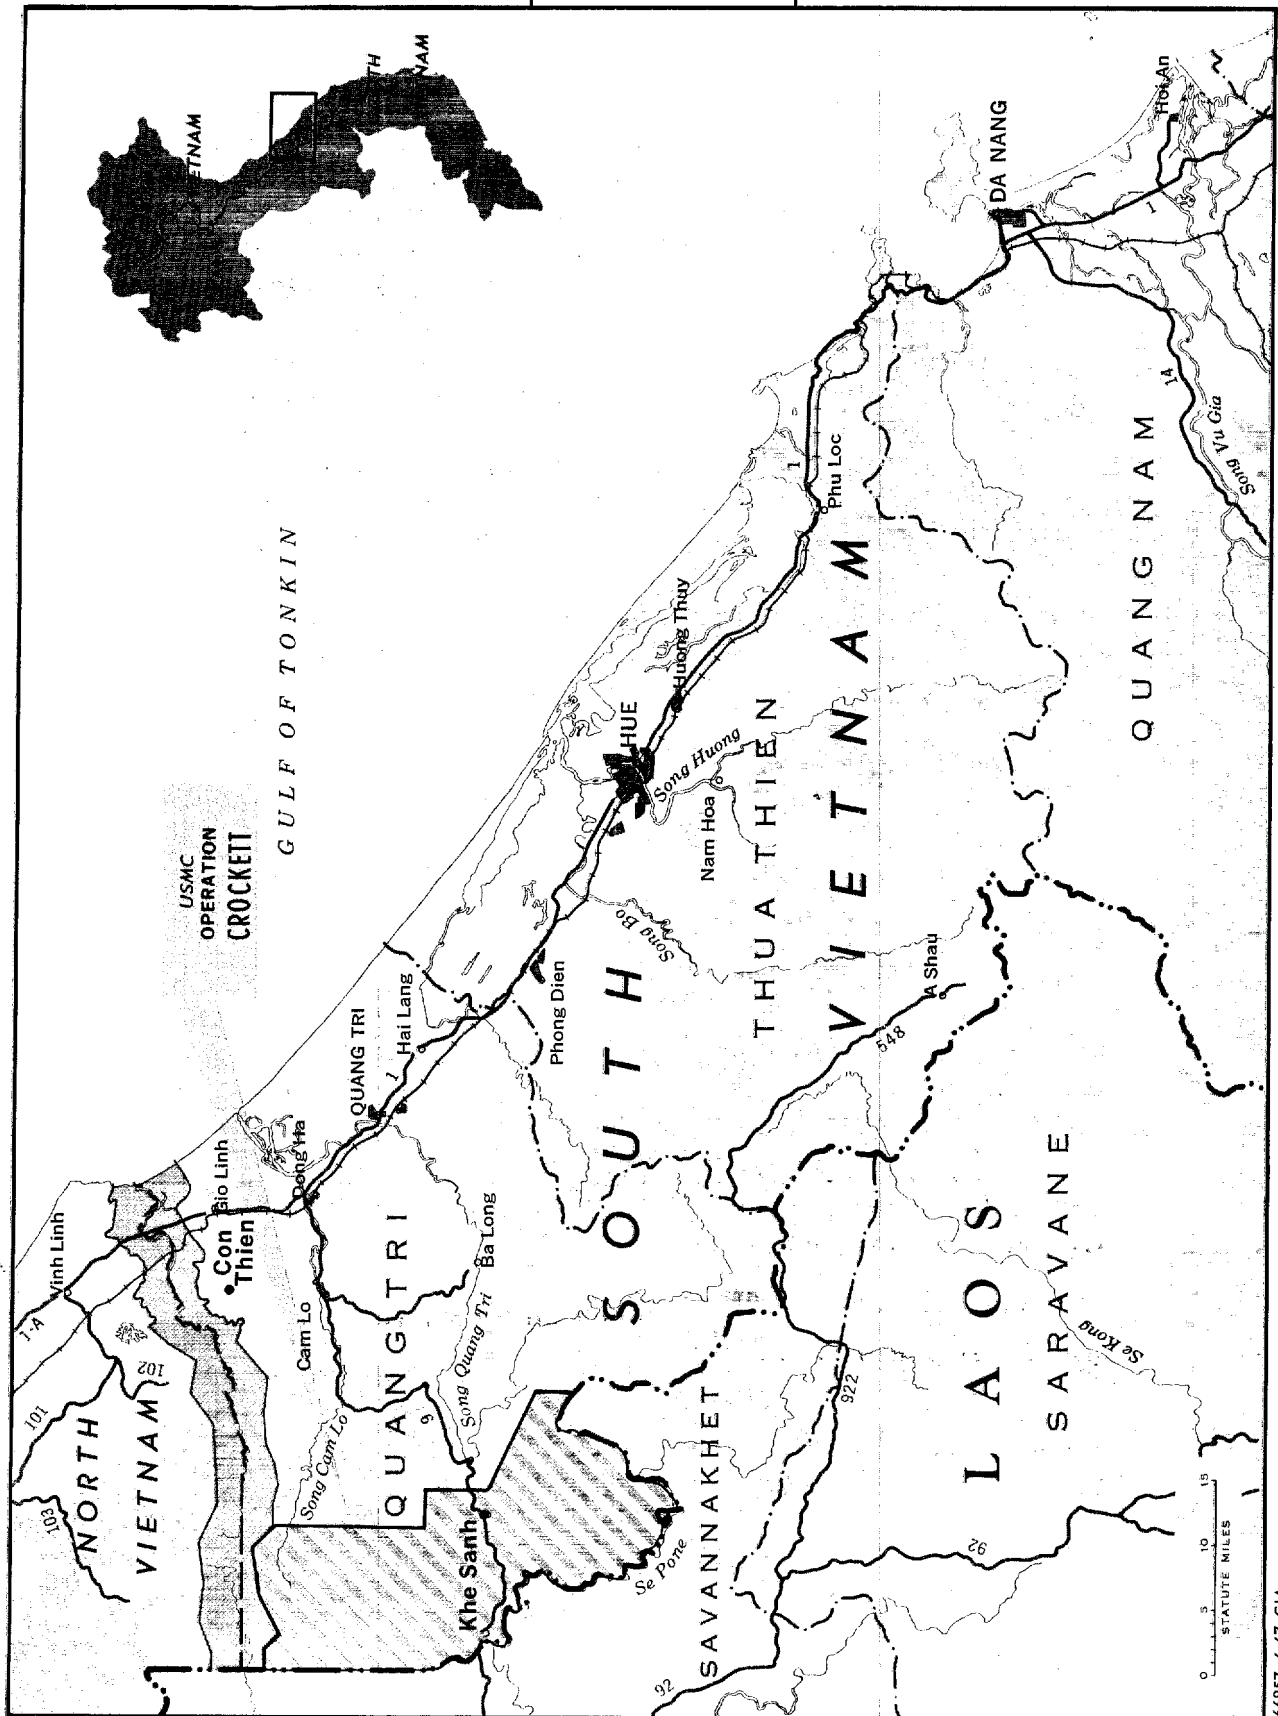 NORTH
VIETNAM
103
101
102
1-A
Vinh Linh
Gio Linh
Con
Thien
Dong Ha
Cam Lo
Song Cam Lo
QUANG TRI
QUANG TRI
1
Hai Lang
9
Song Quang Tri
Ba Long
Khe Sanh
Se Pone
USMC
OPERATION
CROCKETT
GULF OF TONKIN
Phong Dien
Song Bo
HUE
Huong Thuy
Song Huong
Nam Hoa
THUA THIEN
SOUTH VIETNAM
1
Phu Loc
A Shau
548
DA NANG
Hoi An
1
14
Song Vu Gia
QUANG NAM
SAVANNAKHET
922
92
92
LAOS
SARAVANE
Se Kong
0 5 10 15
STATUTE MILES